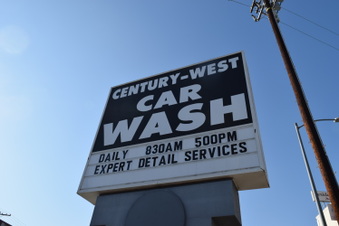 CENTURY-WEST
CAR
WASH
DAILY 830AM 500PM
EXPERT DETAIL SERVICES